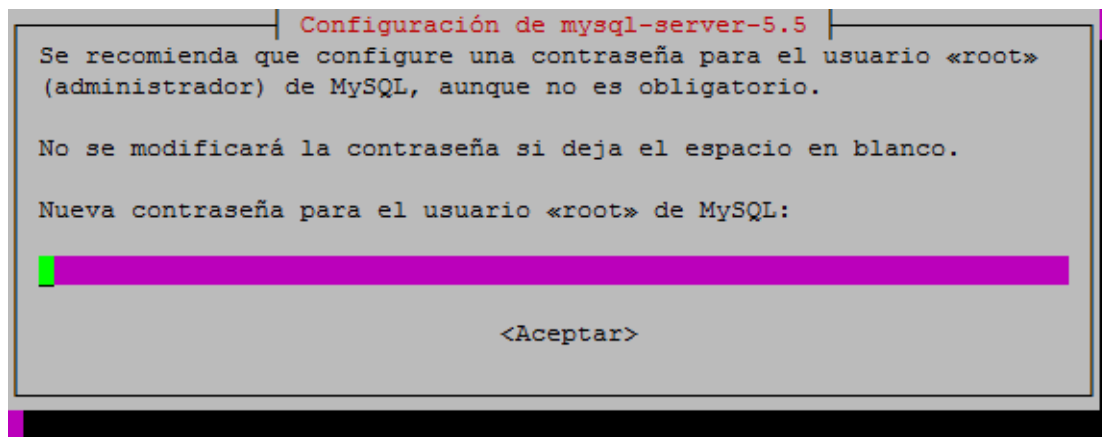 Configuración de mysql-server-5.5
Se recomienda que configure una contraseña para el usuario «root»
(administrador) de MySQL, aunque no es obligatorio.
No se modificará la contraseña si deja el espacio en blanco.
Nueva contraseña para el usuario «root» de MySQL:
<Aceptar>